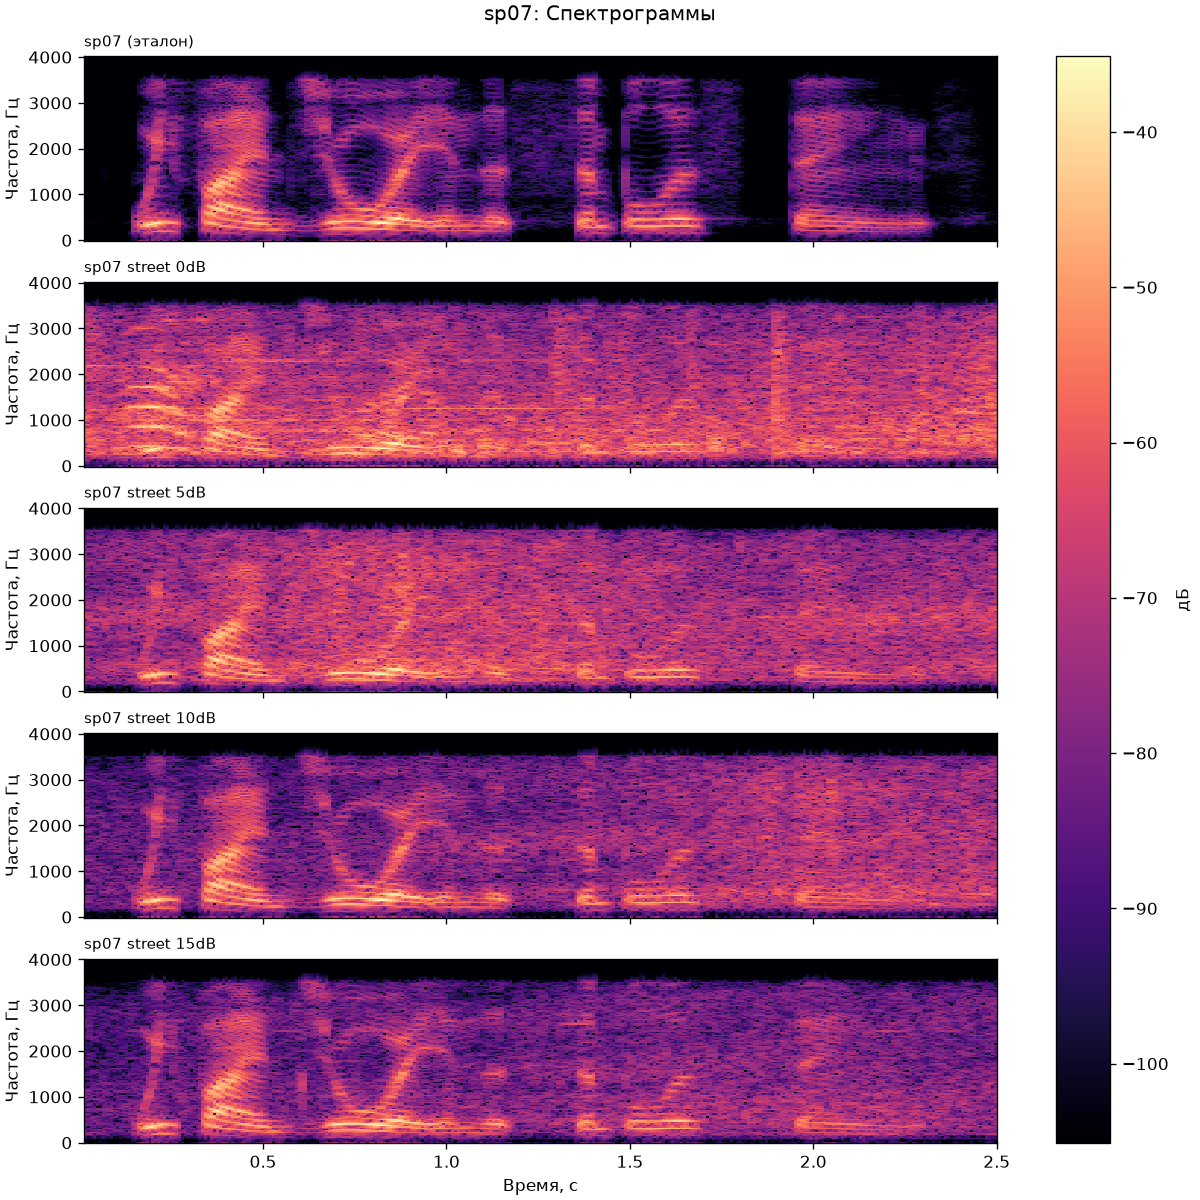 sp07: Спектрограммы
sp07 (эталон)
4000
3000
2000
1000
0
Частота, Гц
sp07 street 0dB
4000
3000
2000
1000
0
Частота, Гц
sp07 street 5dB
4000
3000
2000
1000
0
Частота, Гц
sp07 street 10dB
4000
3000
2000
1000
0
Частота, Гц
sp07 street 15dB
4000
3000
2000
1000
0
Частота, Гц
0.5 1.0 1.5 2.0 2.5
Время, с
−40
−50
−60
−70
−80
−90
−100
дБ